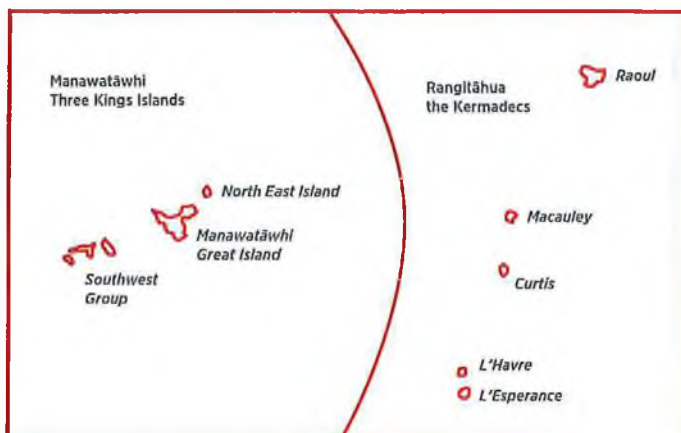 Manawatāwhi
Three Kings Islands
North East Island
Manawatāwhi
Great Island
Southwest
Group
Rangitāhua
the Kermadecs
Raoul
Macauley
Curtis
L'Havre
L'Esperance